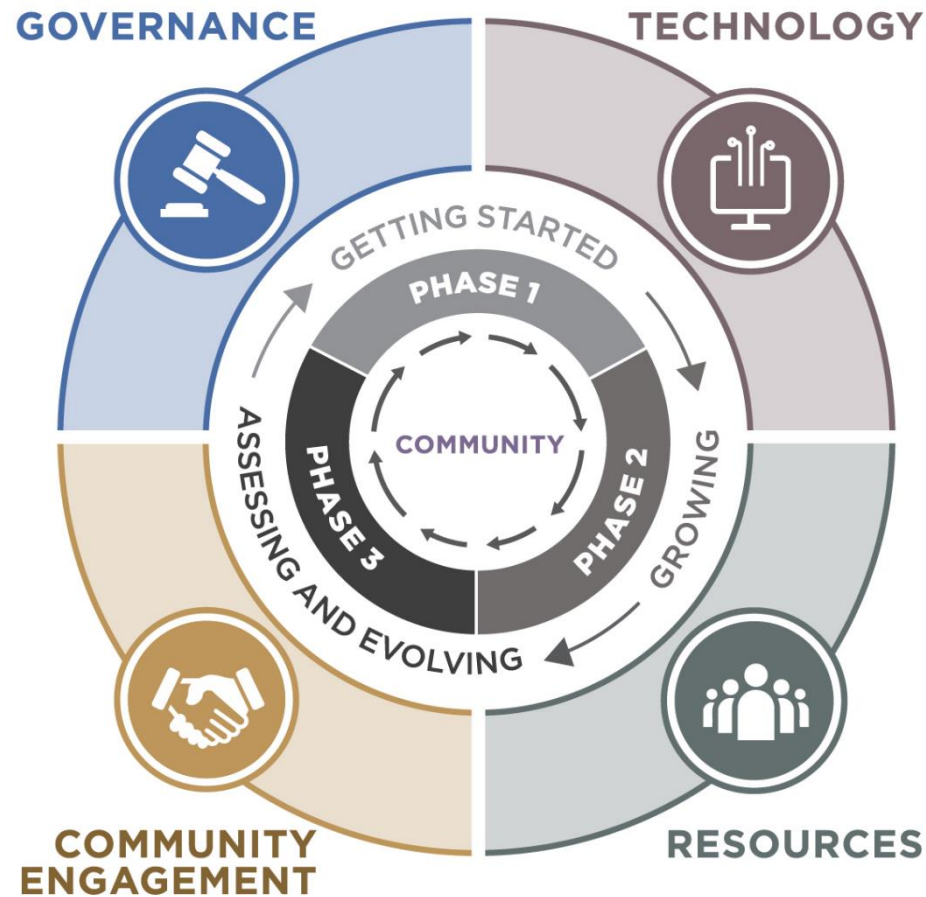 GOVERNANCE
TECHNOLOGY
GETTING STARTED
PHASE 1
COMMUNITY
PHASE 2
GROWING
PHASE 3
ASSESSING AND EVOLVING
COMMUNITY
ENGAGEMENT
RESOURCES